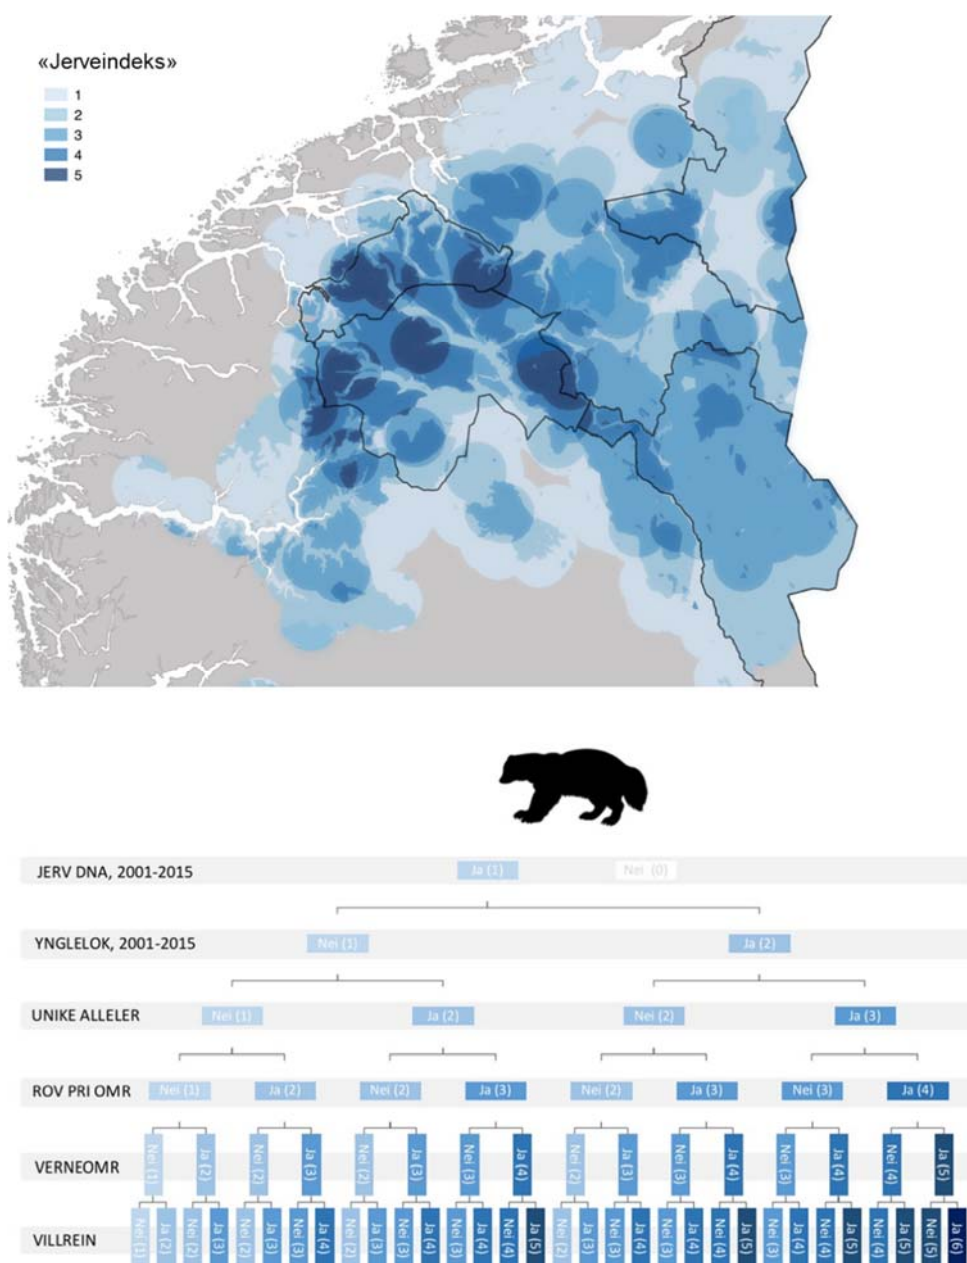 «Jerveindeks»
1
2
3
4
5
JERV DNA, 2001-2015 Ja (1) Nei (0)
YNGLELOK, 2001-2015 Nei (1) Ja (2)
UNIKE ALLELER Nei (1) Ja (2) Nei (2) Ja (3)
ROV PRI OMR Nei (1) Ja (2) Nei (2) Ja (3) Nei (2) Ja (3) Nei (3) Ja (4)
VERNEOMR Nei (1) Ja (2) Nei (2) Ja (3) Nei (2) Ja (3) Nei (3) Ja (4) Nei (2) Ja (3) Nei (3) Ja (4) Nei (3) Ja (4) Nei (4) Ja (5)
VILLREIN Nei (1) Ja (2) Nei (2) Ja (3) Nei (2) Ja (3) Nei (3) Ja (4) Nei (2) Ja (3) Nei (3) Ja (4) Nei (3) Ja (4) Nei (4) Ja (5) Nei (2) Ja (3) Nei (3) Ja (4) Nei (3) Ja (4) Nei (4) Ja (5) Nei (3) Ja (4) Nei (4) Ja (5) Nei (4) Ja (5) Nei (5) Ja (6)